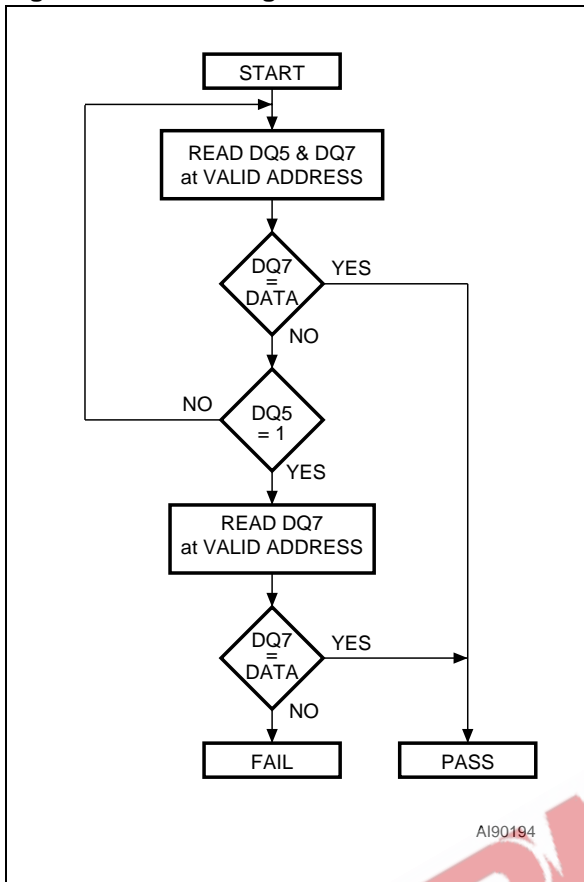 START
READ DQ5 & DQ7
at VALID ADDRESS
DQ7
=
DATA
YES
NO
NO
DQ5
= 1
YES
READ DQ7
at VALID ADDRESS
DQ7
=
DATA
YES
NO
FAIL
PASS
AI90194